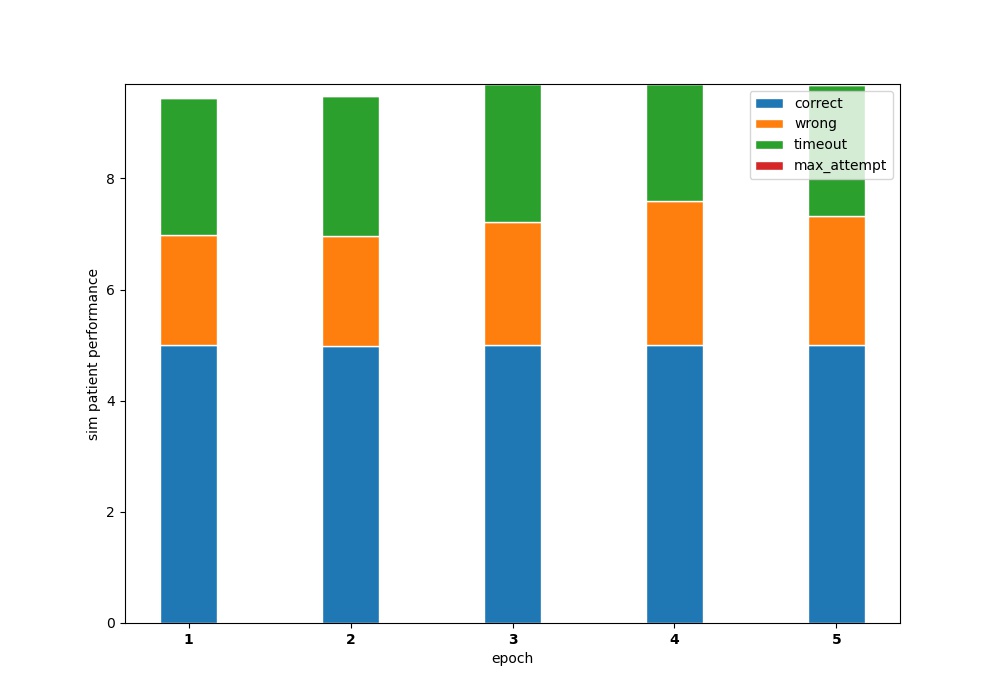 correct
wrong
timeout
max_attempt
8
6
4
2
0
sim patient performance
1 2 3 4 5
epoch